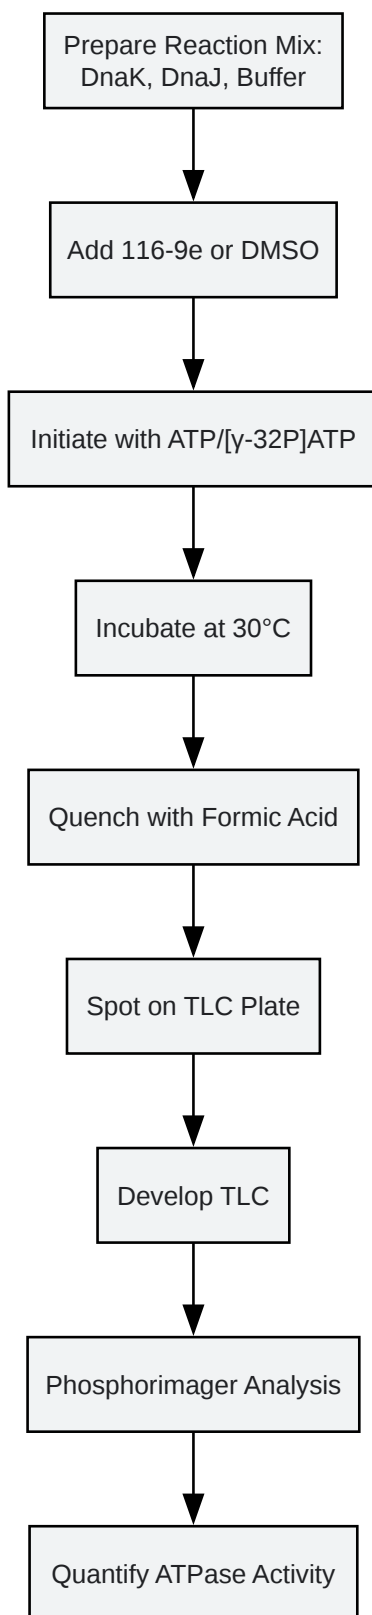 Prepare Reaction Mix:
DnaK, DnaJ, Buffer
Add 116-9e or DMSO
Initiate with ATP/[γ-32P]ATP
Incubate at 30°C
Quench with Formic Acid
Spot on TLC Plate
Develop TLC
Phosphorimager Analysis
Quantify ATPase Activity